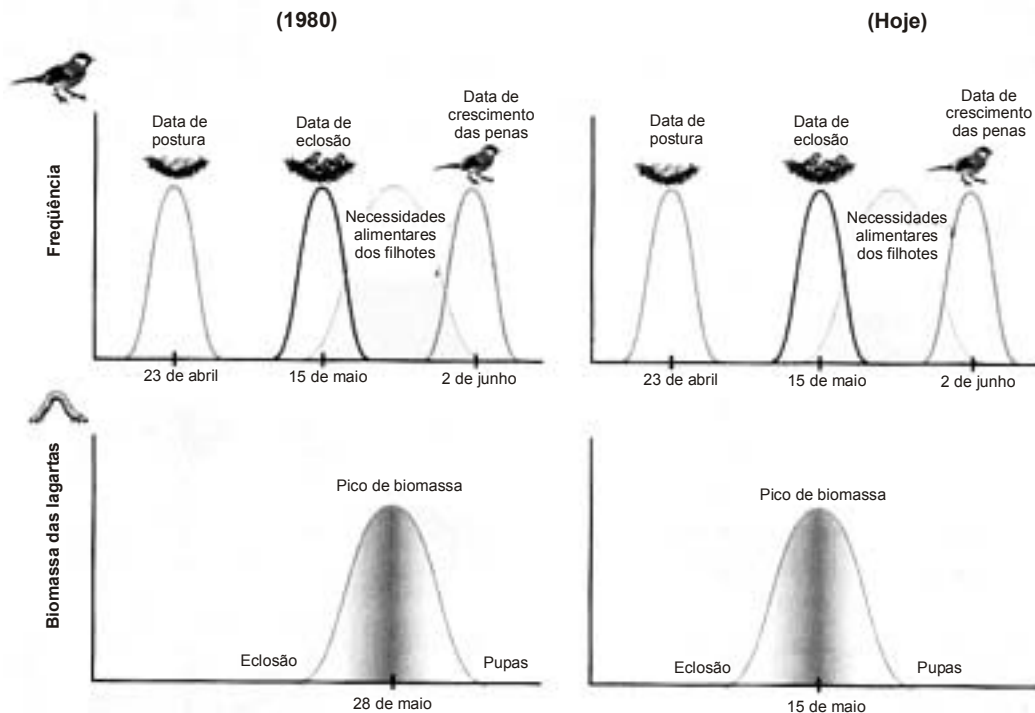 (1980)
Data de
postura
Data de
eclosão
Data de
crescimento
das penas
Necessidades
alimentares
dos filhotes
Freqüência
23 de abril
15 de maio
2 de junho
Biomassa das lagartas
Pico de biomassa
Eclosão
Pupas
28 de maio
(Hoje)
Data de
postura
Data de
eclosão
Data de
crescimento
das penas
Necessidades
alimentares
dos filhotes
23 de abril
15 de maio
2 de junho
Pico de biomassa
Eclosão
Pupas
15 de maio